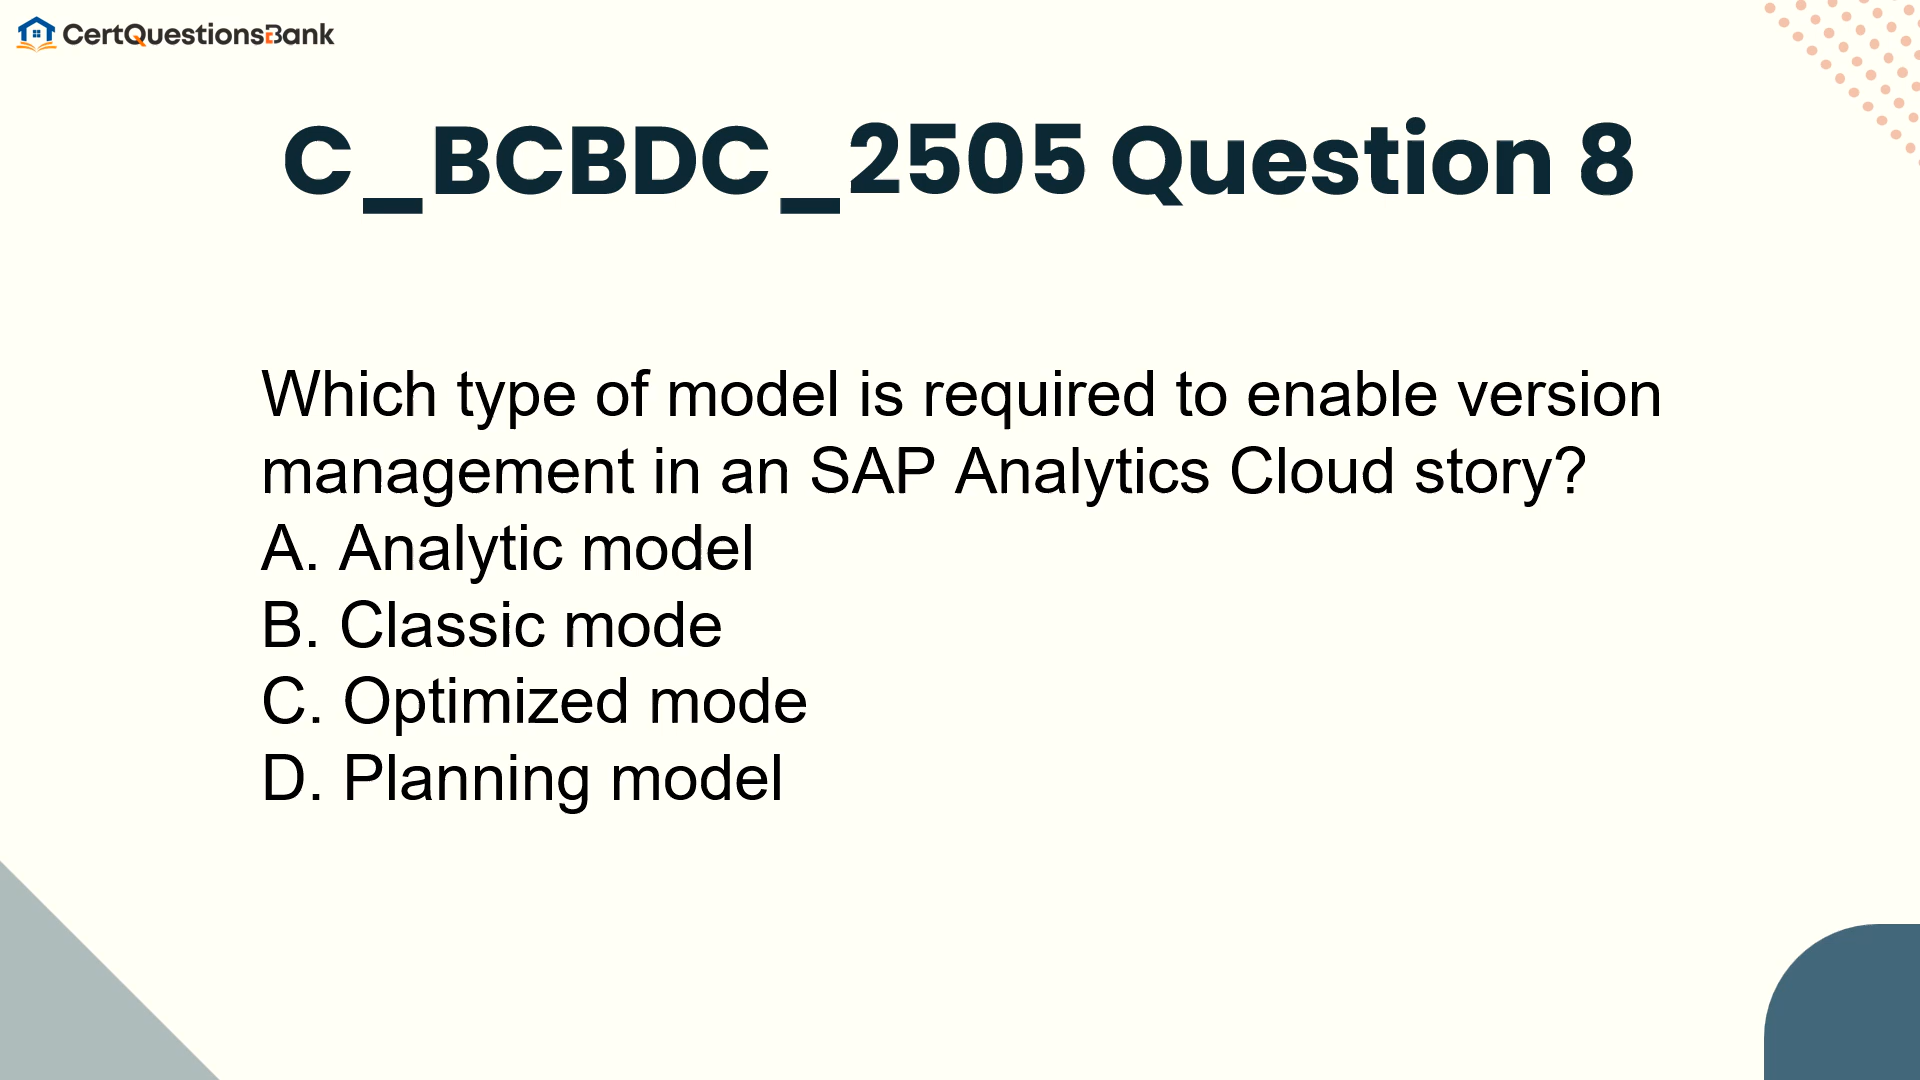 CertQuestionsBank
C_BCBDC_2505 Question 8
Which type of model is required to enable version
management in an SAP Analytics Cloud story?
A. Analytic model
B. Classic mode
C. Optimized mode
D. Planning model